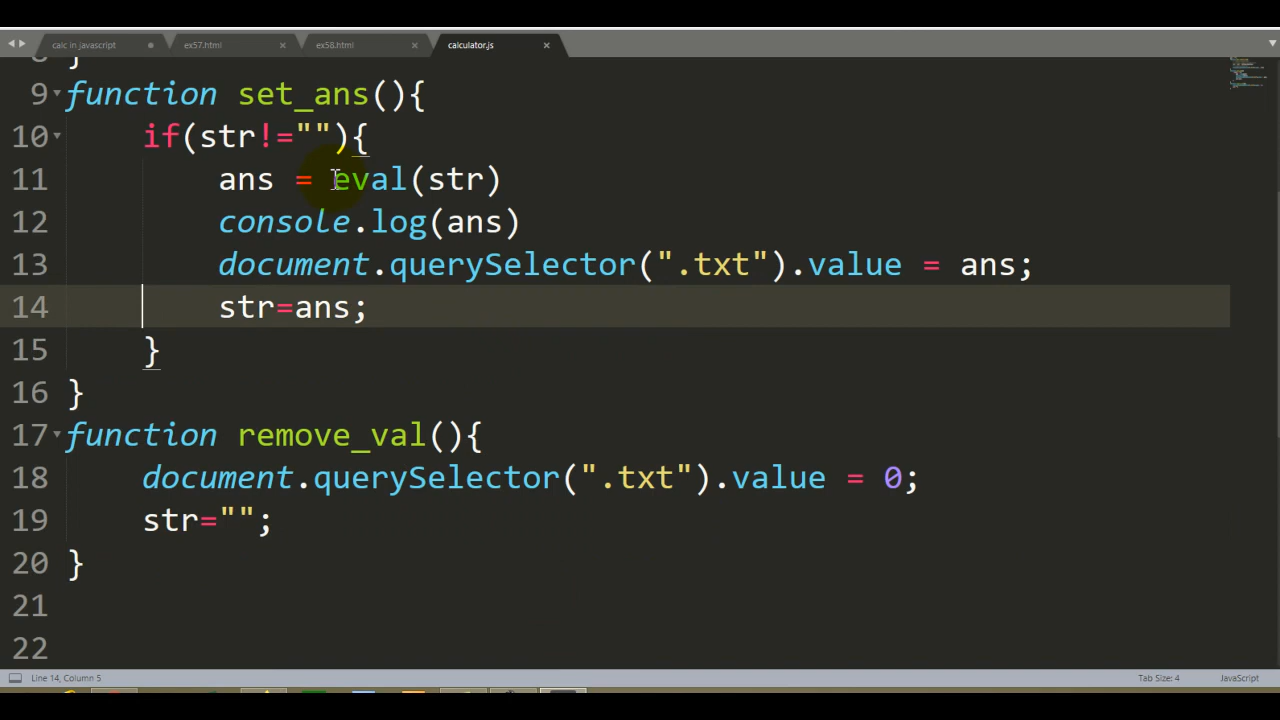 calc in javascript
ex57.html
ex58.html
calculator.js
}
9 function set_ans(){
10 if(str!=""){
11 ans = eval(str)
12 console.log(ans)
13 document.querySelector(".txt").value = ans;
14 str=ans;
15 }
16 }
17 function remove_val(){
18 document.querySelector(".txt").value = 0;
19 str="";
20 }
21
22
Line 14, Column 5
Tab Size: 4
JavaScript